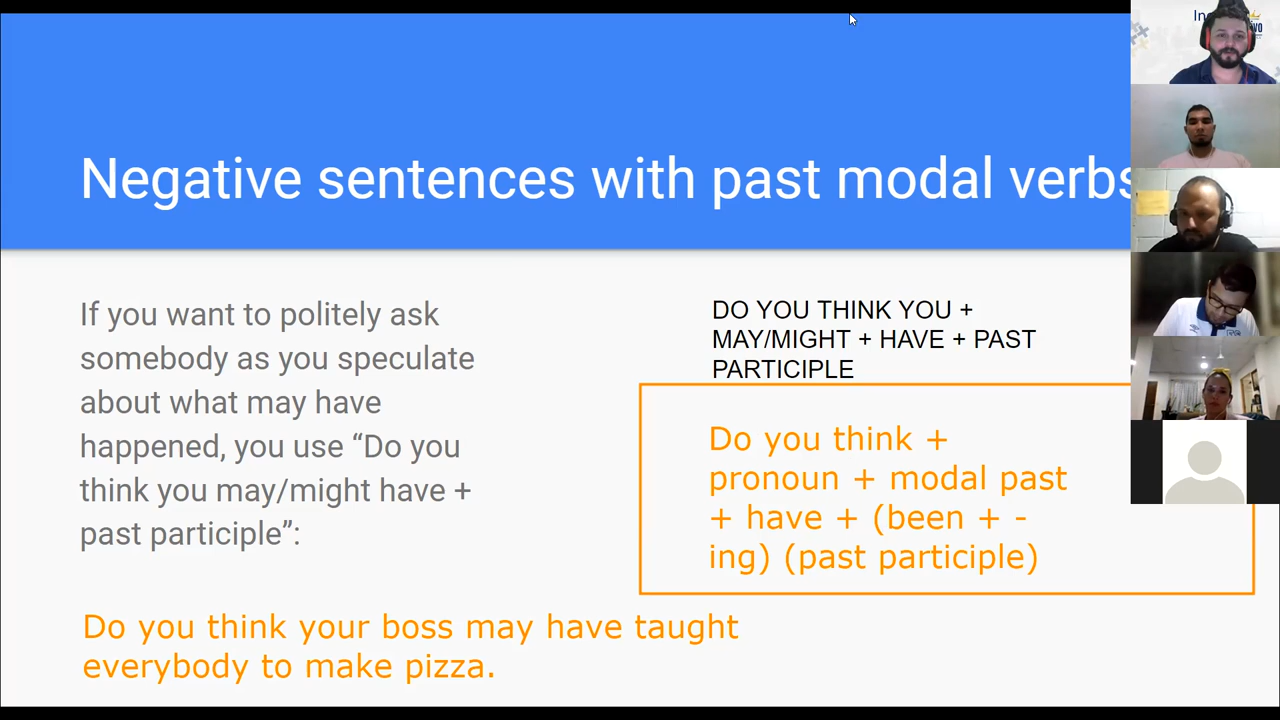 Negative sentences with past modal verbs
If you want to politely ask
somebody as you speculate
about what may have
happened, you use “Do you
think you may/might have +
past participle”:
DO YOU THINK YOU +
MAY/MIGHT + HAVE + PAST
PARTICIPLE
Do you think +
pronoun + modal past
+ have + (been + -
ing) (past participle)
Do you think your boss may have taught
everybody to make pizza.